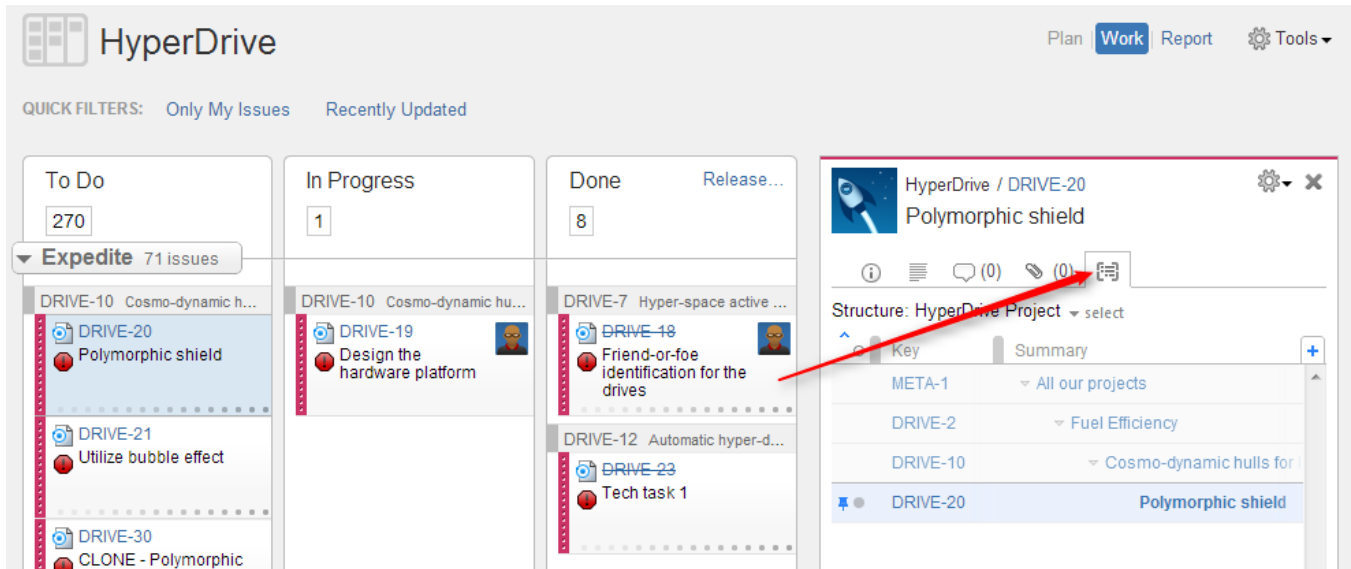 HyperDrive
Plan Work Report Tools
QUICK FILTERS: Only My Issues Recently Updated
To Do
270
In Progress
1
Done Release...
8
Expedite 71 issues
DRIVE-10 Cosmo-dynamic h...
DRIVE-20
Polymorphic shield
DRIVE-21
Utilize bubble effect
DRIVE-30
CLONE - Polymorphic
DRIVE-10 Cosmo-dynamic hu...
DRIVE-19
Design the
hardware platform
DRIVE-7 Hyper-space active ...
DRIVE-18
Friend-or-foe
identification for the
drives
DRIVE-12 Automatic hyper-d...
DRIVE-23
Tech task 1
HyperDrive / DRIVE-20
Polymorphic shield
(0) (0)
Structure: HyperDrive Project select
Key Summary +
META-1 All our projects
DRIVE-2 Fuel Efficiency
DRIVE-10 Cosmo-dynamic hulls for
DRIVE-20 Polymorphic shield